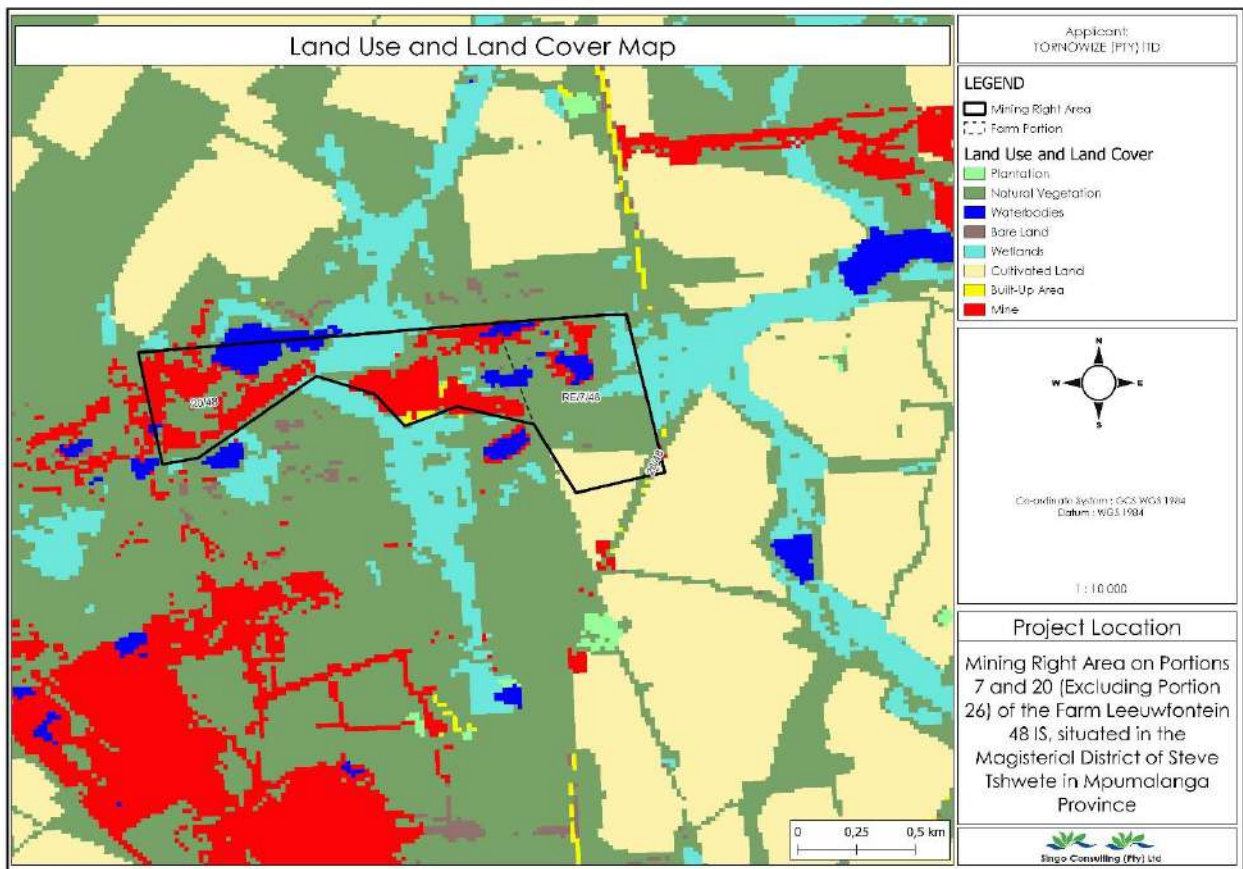 Land Use and Land Cover Map
Applicant:
TORNOWIZE (PTY) lTD
LEGEND
Mining Right Area
Farm Portion
Land Use and Land Cover
Plantation
Natural Vegetation
Waterbodies
Bare Land
Wetlands
Cultivated Land
Built-Up Area
Mine
20/48
RE/7/48
20/48
N
W
E
S
Co-ordinate System : GCS WGS 1984
Datum : WGS 1984
1 : 10 000
0 0,25 0,5 km
Project Location
Mining Right Area on Portions
7 and 20 (Excluding Portion
26) of the Farm Leeuwfontein
48 IS, situated in the
Magisterial District of Steve
Tshwete in Mpumalanga
Province
Singo Consulting (Pty) Ltd